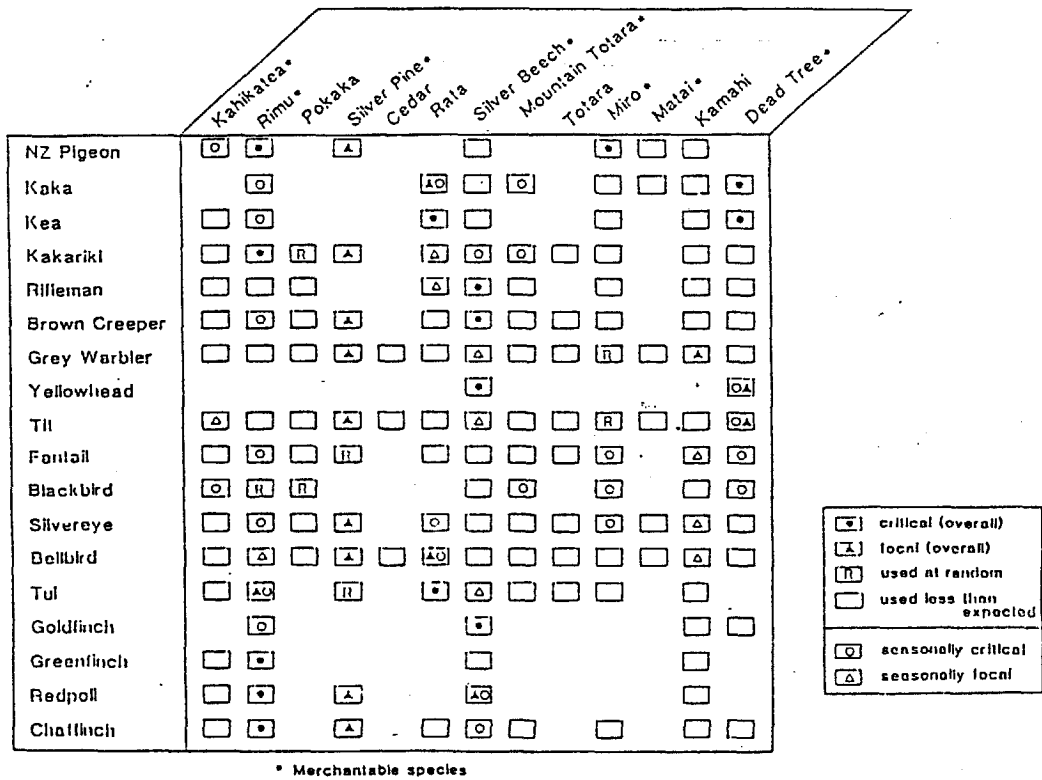 Kahikatea*
Rimu*
Pokaka
Silver Pine*
Cedar
Rata
Silver Beech*
Mountain Totara*
Totara
Miro*
Matai*
Kamahi
Dead Tree*
NZ Pigeon
Kaka
Kea
Kakariki
Rifleman
Brown Creeper
Grey Warbler
Yellowhead
Tit
Fantail
Blackbird
Silvereye
Bellbird
Tui
Goldfinch
Greenfinch
Redpoll
Chaffinch
critical (overall)
focal (overall)
R used at random
used less than
expected
seasonally critical
seasonally focal
* Merchantable species